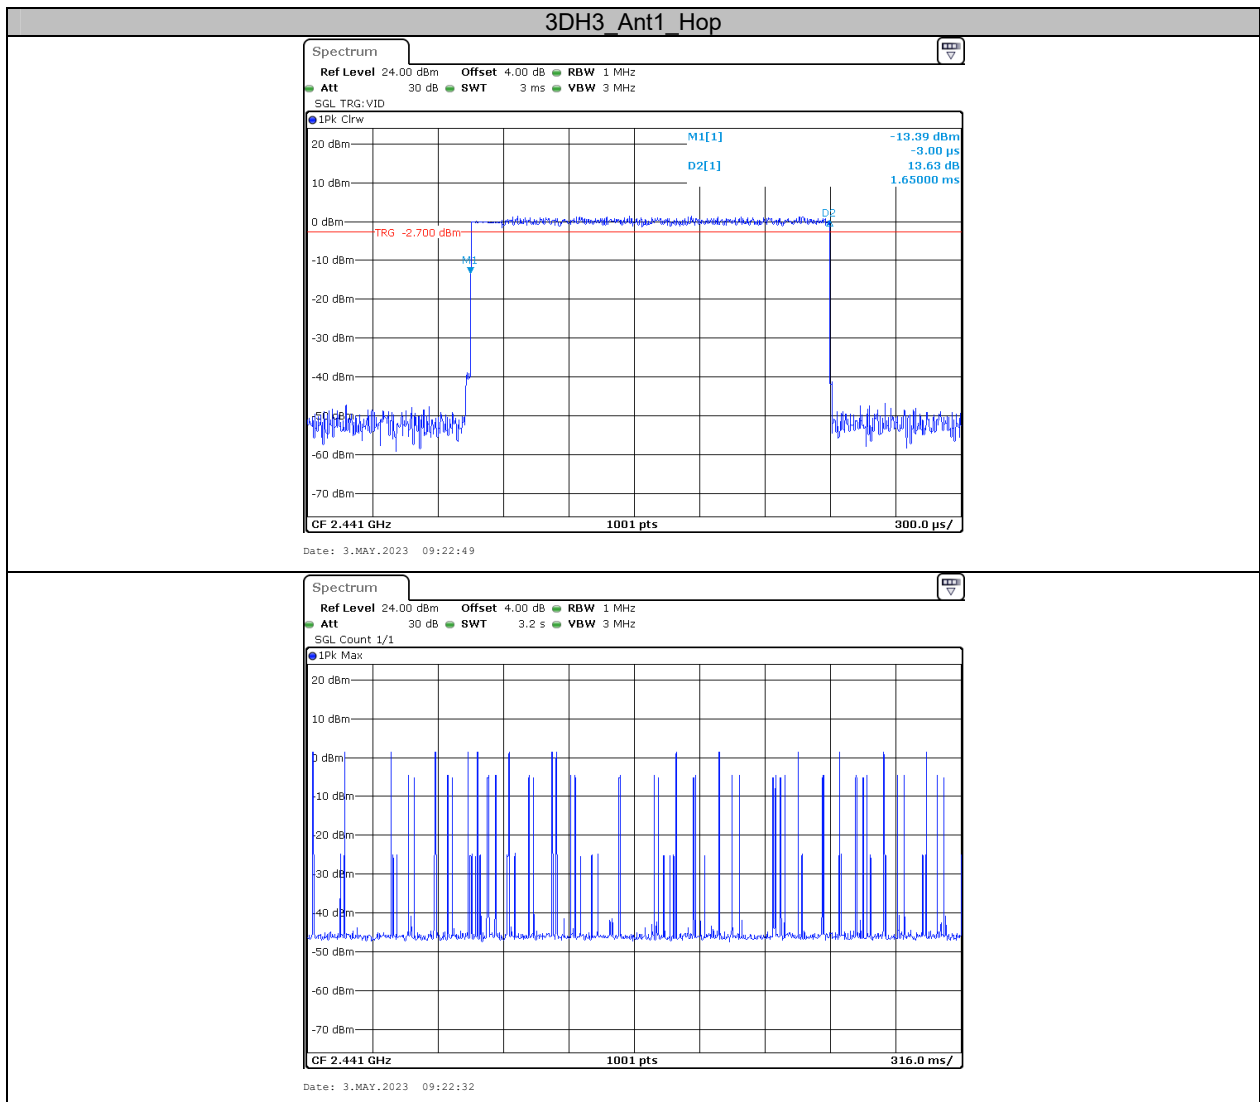 3DH3_Ant1_Hop
Spectrum
Ref Level 24.00 dBm Offset 4.00 dB RBW 1 MHz
Att 30 dB SWT 3 ms VBW 3 MHz
SGL TRG:VID
1Pk Clrw
M1[1] -13.39 dBm
-3.00 µs
D2[1] 13.63 dB
1.65000 ms
20 dBm
10 dBm
D2
0 dBm
TRG -2.700 dBm
M1
-10 dBm
-20 dBm
-30 dBm
-40 dBm
-50 dBm
-60 dBm
-70 dBm
CF 2.441 GHz 1001 pts 300.0 µs/
Date: 3.MAY.2023 09:22:49
Spectrum
Ref Level 24.00 dBm Offset 4.00 dB RBW 1 MHz
Att 30 dB SWT 3.2 s VBW 3 MHz
SGL Count 1/1
1Pk Max
20 dBm
10 dBm
0 dBm
-10 dBm
-20 dBm
-30 dBm
-40 dBm
-50 dBm
-60 dBm
-70 dBm
CF 2.441 GHz 1001 pts 316.0 ms/
Date: 3.MAY.2023 09:22:32